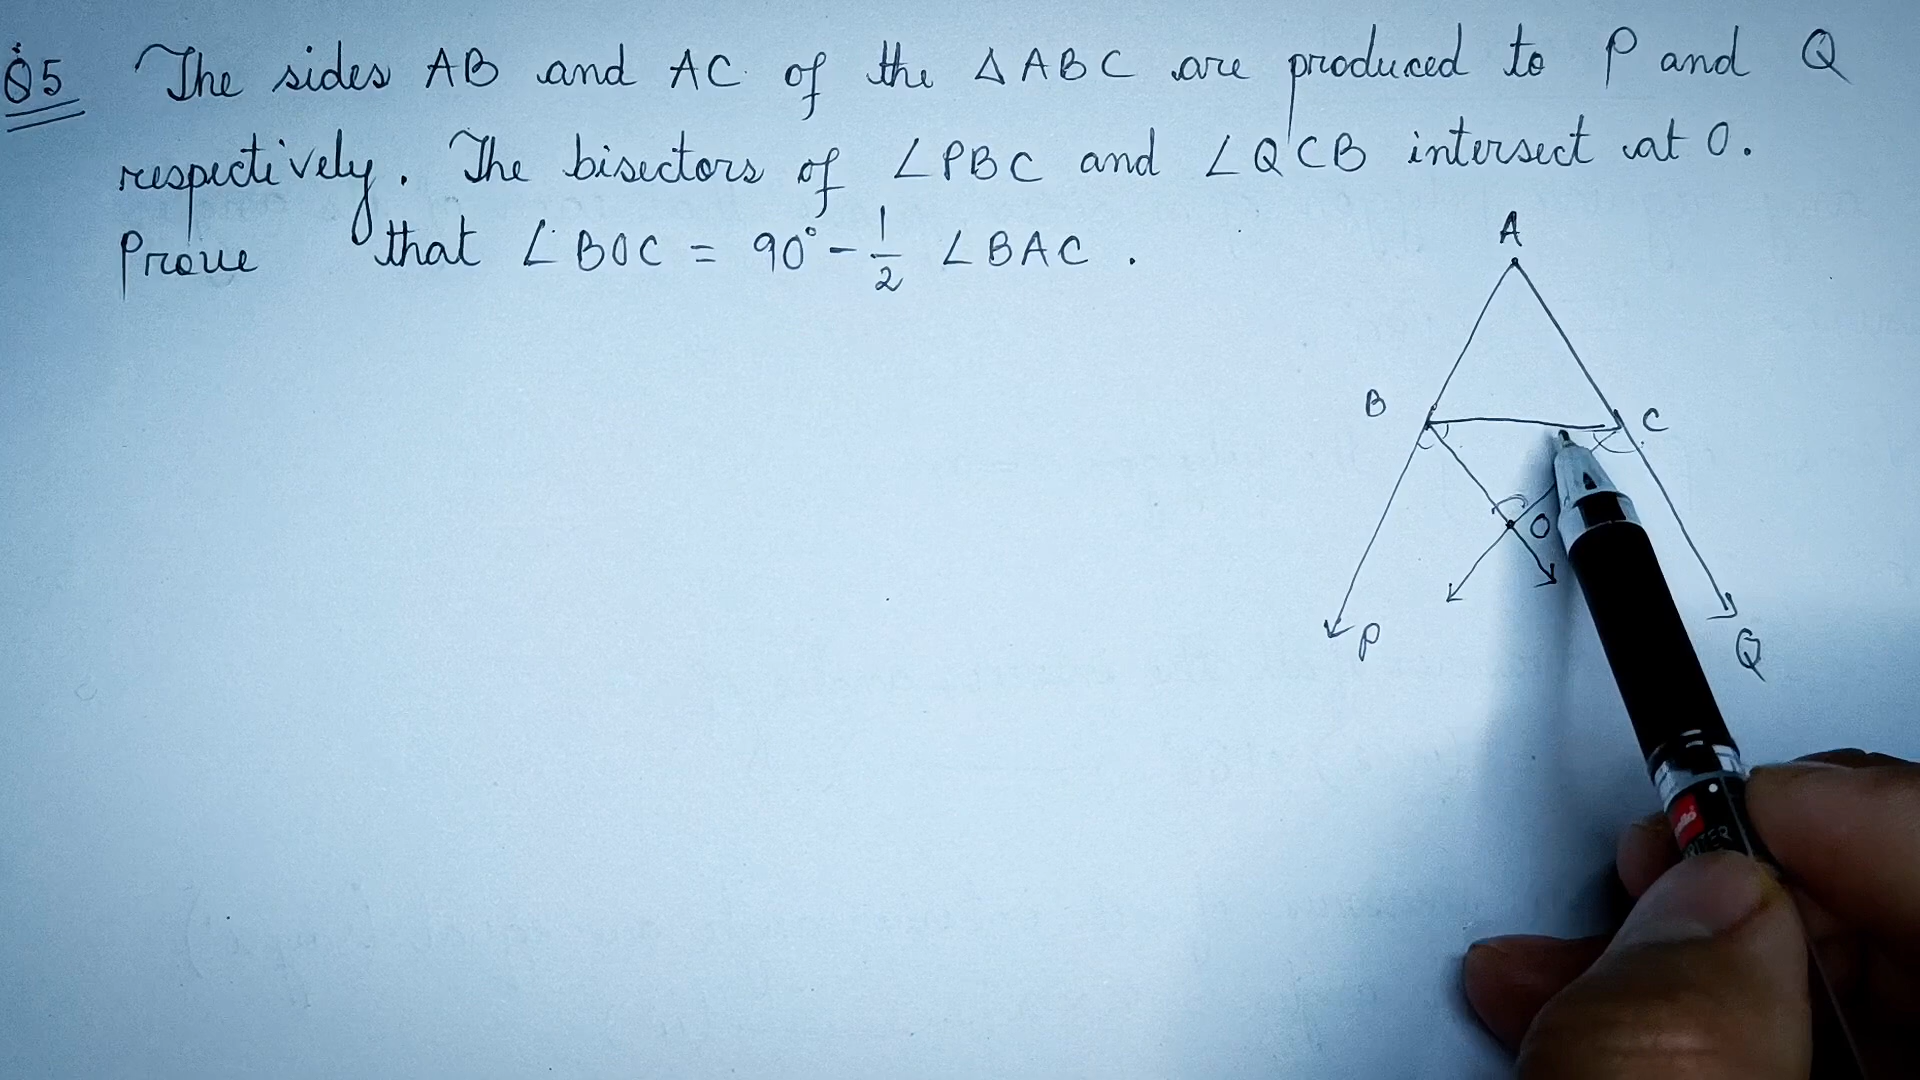 Q5 The sides AB and AC of the △ABC are produced to P and Q
respectively. The bisectors of ∠PBC and ∠QCB intersect at O.
Prove that ∠BOC = 90° - 1/2 ∠BAC .
A
B
C
O
P
Q